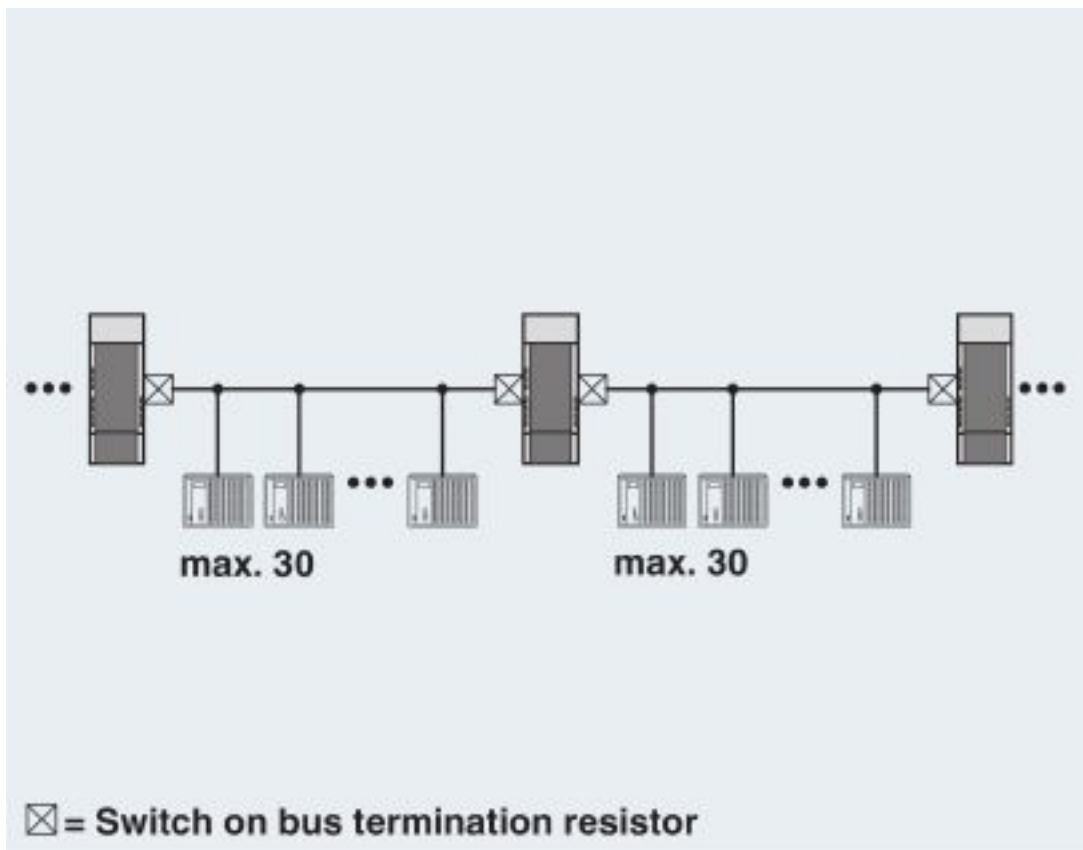 max. 30
max. 30
= Switch on bus termination resistor